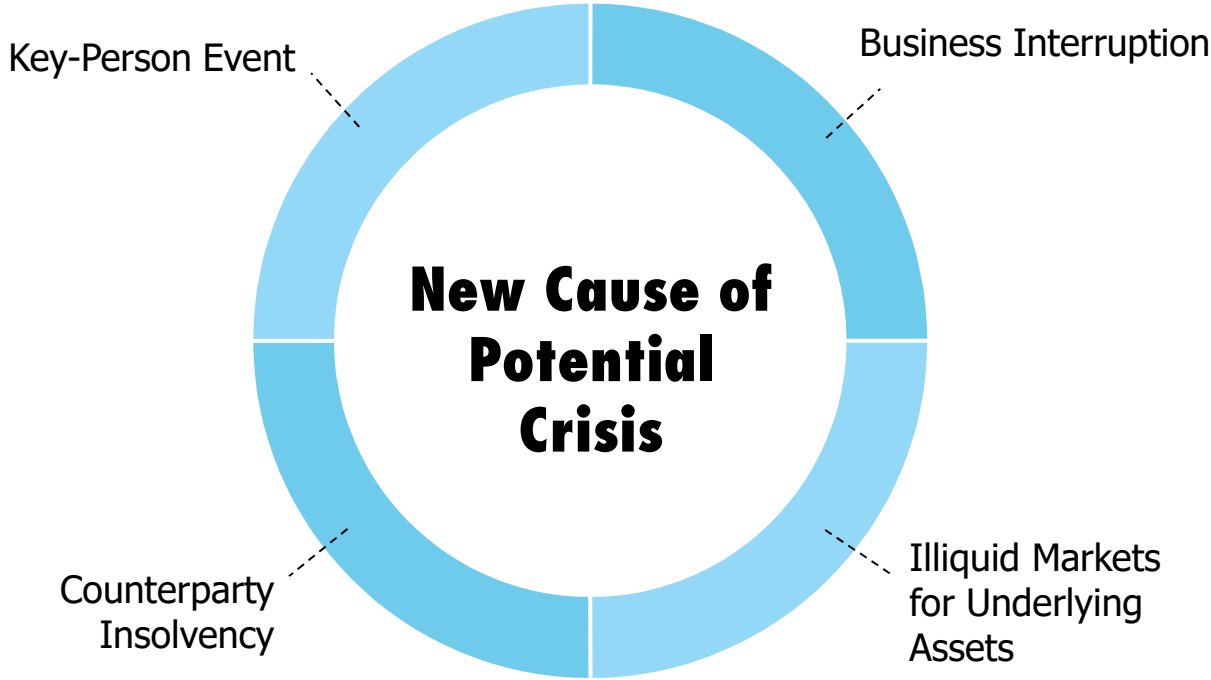 Key-Person Event
Business Interruption
New Cause of
Potential
Crisis
Counterparty
Insolvency
Illiquid Markets
for Underlying
Assets